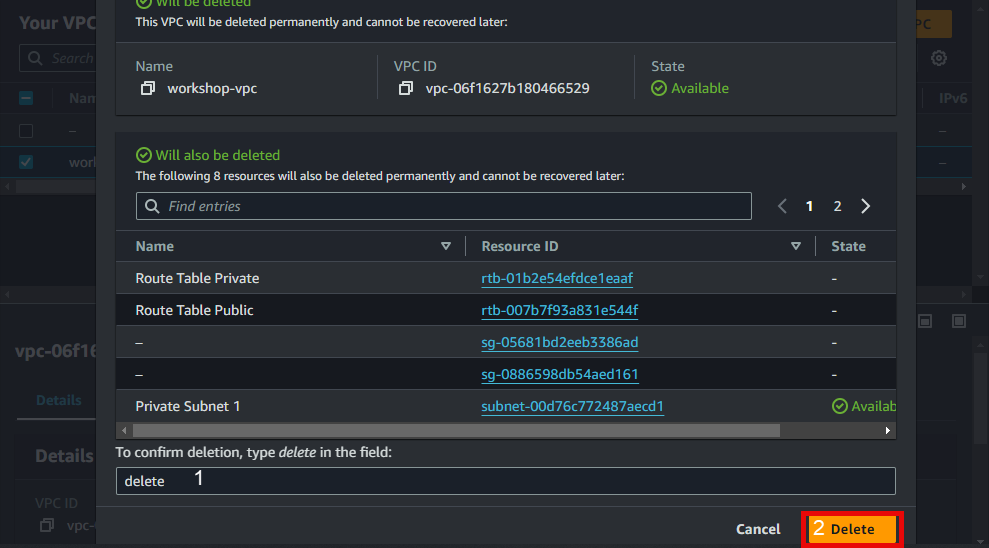 Your VPC
PC
Will be deleted
This VPC will be deleted permanently and cannot be recovered later:
Search
Name
VPC ID
State
workshop-vpc
vpc-06f1627b180466529
Available
Nam
IPv6
–
–
work
–
Will also be deleted
The following 8 resources will also be deleted permanently and cannot be recovered later:
Find entries
1
2
Name
Resource ID
State
Route Table Private
rtb-01b2e54efdce1eaaf
-
Route Table Public
rtb-007b7f93a831e544f
-
–
sg-05681bd2eeb3386ad
-
–
sg-0886598db54aed161
-
Private Subnet 1
subnet-00d76c772487aecd1
Availab
vpc-06f16
Details
Details
VPC ID
vpc-0
To confirm deletion, type delete in the field:
delete
1
Cancel
2 Delete